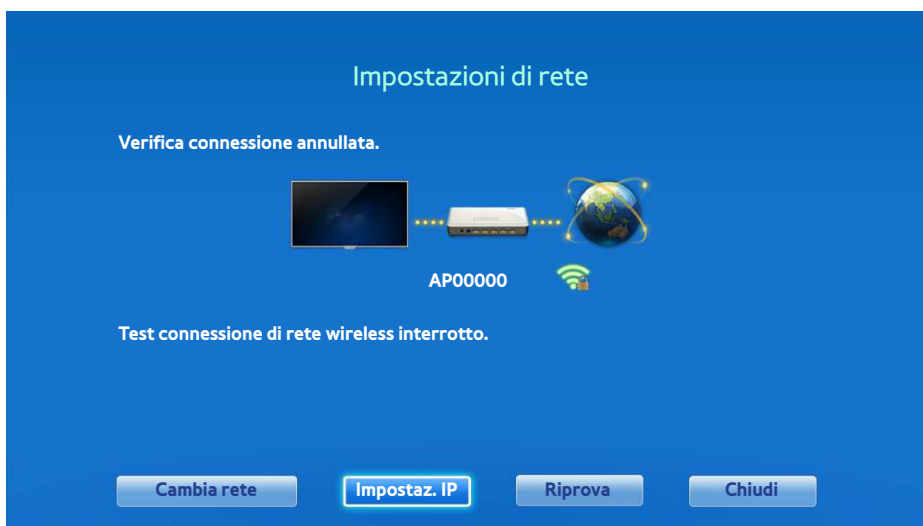 Impostazioni di rete
Verifica connessione annullata.
AP00000
Test connessione di rete wireless interrotto.
Cambia rete Impostaz. IP Riprova Chiudi